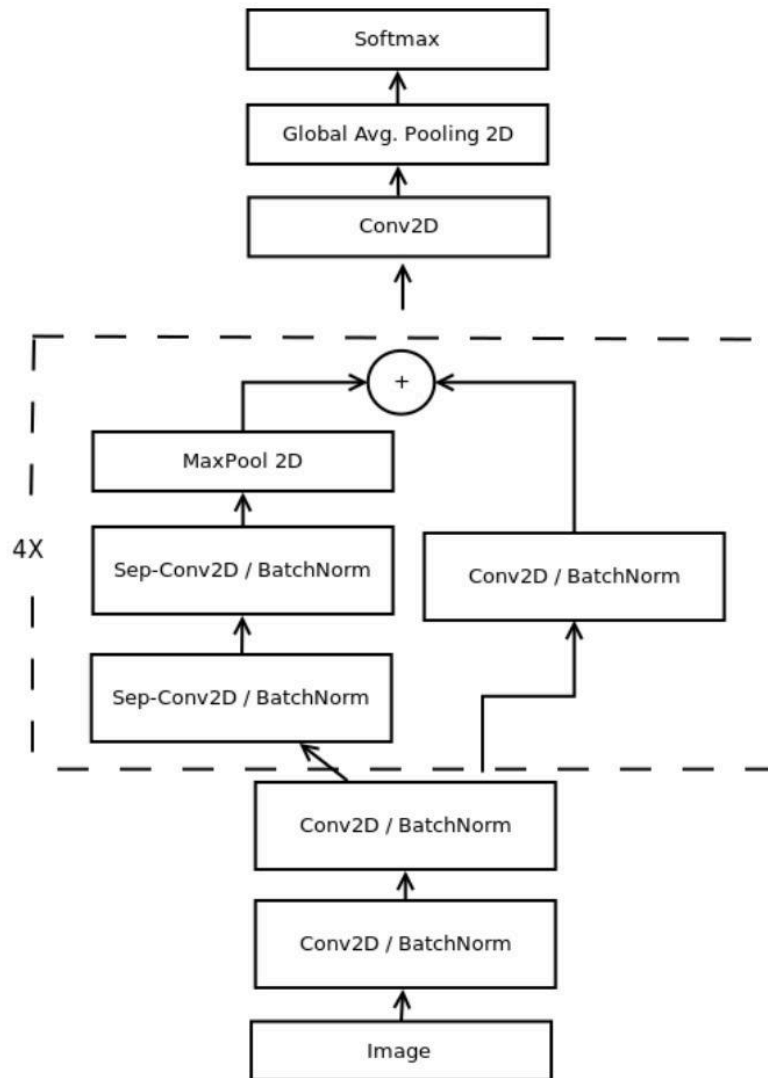 Softmax
Global Avg. Pooling 2D
Conv2D
+
MaxPool 2D
4X
Sep-Conv2D / BatchNorm
Conv2D / BatchNorm
Sep-Conv2D / BatchNorm
Conv2D / BatchNorm
Conv2D / BatchNorm
Image